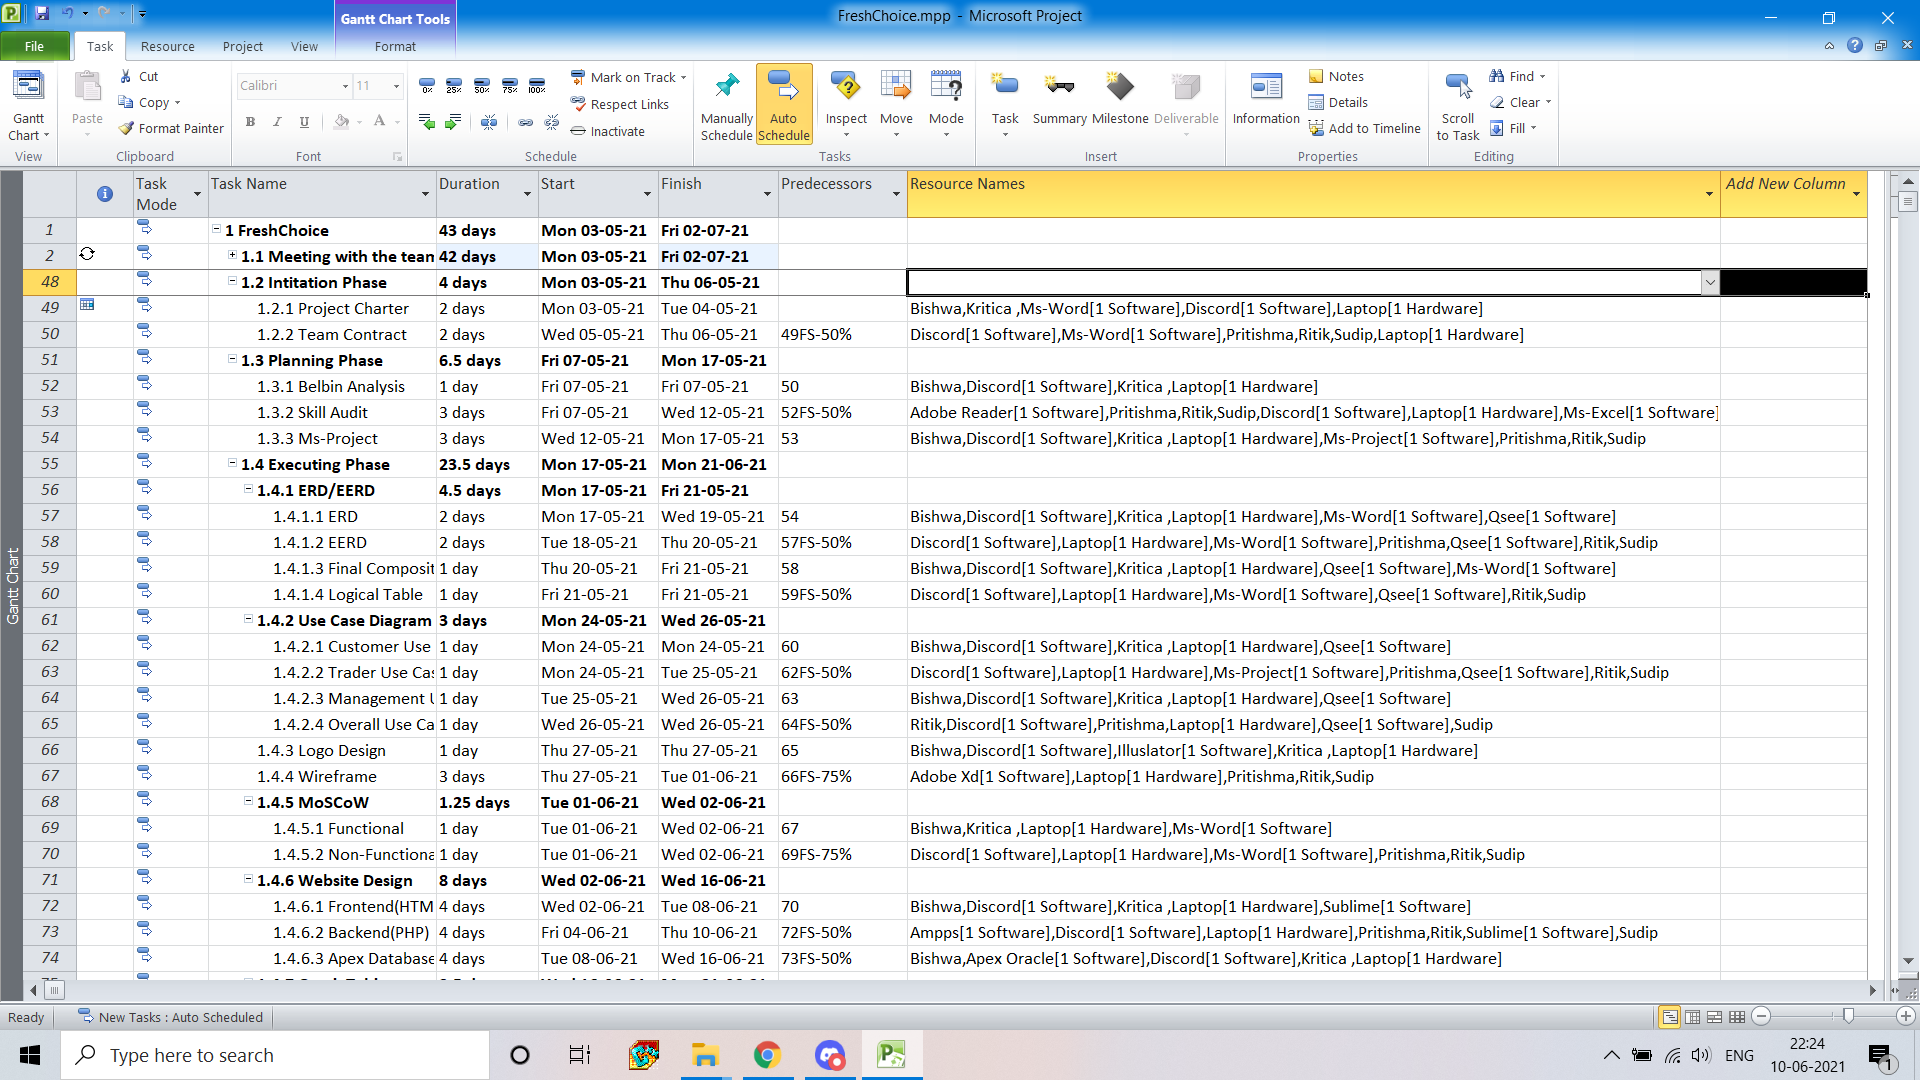 FreshChoice.mpp - Microsoft Project
Gantt Chart Tools
File Task Resource Project View Format
Gantt Chart
View
Paste
Cut
Copy
Format Painter
Clipboard
Calibri 11
B I U A
Font
0% 25% 50% 75% 100%
Mark on Track
Respect Links
Inactivate
Schedule
Manually Schedule
Auto Schedule
Inspect Move Mode
Tasks
Task Summary Milestone Deliverable
Insert
Information
Notes
Details
Add to Timeline
Properties
Scroll to Task
Find
Clear
Fill
Editing
Task Mode Task Name Duration Start Finish Predecessors Resource Names Add New Column
1 1 FreshChoice 43 days Mon 03-05-21 Fri 02-07-21
2 1.1 Meeting with the team 42 days Mon 03-05-21 Fri 02-07-21
48 1.2 Intitation Phase 4 days Mon 03-05-21 Thu 06-05-21
49 1.2.1 Project Charter 2 days Mon 03-05-21 Tue 04-05-21 Bishwa,Kritica ,Ms-Word[1 Software],Discord[1 Software],Laptop[1 Hardware]
50 1.2.2 Team Contract 2 days Wed 05-05-21 Thu 06-05-21 49FS-50% Discord[1 Software],Ms-Word[1 Software],Pritishma,Ritik,Sudip,Laptop[1 Hardware]
51 1.3 Planning Phase 6.5 days Fri 07-05-21 Mon 17-05-21
52 1.3.1 Belbin Analysis 1 day Fri 07-05-21 Fri 07-05-21 50 Bishwa,Discord[1 Software],Kritica ,Laptop[1 Hardware]
53 1.3.2 Skill Audit 3 days Fri 07-05-21 Wed 12-05-21 52FS-50% Adobe Reader[1 Software],Pritishma,Ritik,Sudip,Discord[1 Software],Laptop[1 Hardware],Ms-Excel[1 Software]
54 1.3.3 Ms-Project 3 days Wed 12-05-21 Mon 17-05-21 53 Bishwa,Discord[1 Software],Kritica ,Laptop[1 Hardware],Ms-Project[1 Software],Pritishma,Ritik,Sudip
55 1.4 Executing Phase 23.5 days Mon 17-05-21 Mon 21-06-21
56 1.4.1 ERD/EERD 4.5 days Mon 17-05-21 Fri 21-05-21
57 1.4.1.1 ERD 2 days Mon 17-05-21 Wed 19-05-21 54 Bishwa,Discord[1 Software],Kritica ,Laptop[1 Hardware],Ms-Word[1 Software],Qsee[1 Software]
58 1.4.1.2 EERD 2 days Tue 18-05-21 Thu 20-05-21 57FS-50% Discord[1 Software],Laptop[1 Hardware],Ms-Word[1 Software],Pritishma,Qsee[1 Software],Ritik,Sudip
59 1.4.1.3 Final Composit 1 day Thu 20-05-21 Fri 21-05-21 58 Bishwa,Discord[1 Software],Kritica ,Laptop[1 Hardware],Qsee[1 Software],Ms-Word[1 Software]
60 1.4.1.4 Logical Table 1 day Fri 21-05-21 Fri 21-05-21 59FS-50% Discord[1 Software],Laptop[1 Hardware],Ms-Word[1 Software],Qsee[1 Software],Ritik,Sudip
61 1.4.2 Use Case Diagram 3 days Mon 24-05-21 Wed 26-05-21
62 1.4.2.1 Customer Use 1 day Mon 24-05-21 Mon 24-05-21 60 Bishwa,Discord[1 Software],Kritica ,Laptop[1 Hardware],Qsee[1 Software]
63 1.4.2.2 Trader Use Cas 1 day Mon 24-05-21 Tue 25-05-21 62FS-50% Discord[1 Software],Laptop[1 Hardware],Ms-Project[1 Software],Pritishma,Qsee[1 Software],Ritik,Sudip
64 1.4.2.3 Management U 1 day Tue 25-05-21 Wed 26-05-21 63 Bishwa,Discord[1 Software],Kritica ,Laptop[1 Hardware],Qsee[1 Software]
65 1.4.2.4 Overall Use Ca 1 day Wed 26-05-21 Wed 26-05-21 64FS-50% Ritik,Discord[1 Software],Pritishma,Laptop[1 Hardware],Qsee[1 Software],Sudip
66 1.4.3 Logo Design 1 day Thu 27-05-21 Thu 27-05-21 65 Bishwa,Discord[1 Software],Illuslator[1 Software],Kritica ,Laptop[1 Hardware]
67 1.4.4 Wireframe 3 days Thu 27-05-21 Tue 01-06-21 66FS-75% Adobe Xd[1 Software],Laptop[1 Hardware],Pritishma,Ritik,Sudip
68 1.4.5 MoSCoW 1.25 days Tue 01-06-21 Wed 02-06-21
69 1.4.5.1 Functional 1 day Tue 01-06-21 Wed 02-06-21 67 Bishwa,Kritica ,Laptop[1 Hardware],Ms-Word[1 Software]
70 1.4.5.2 Non-Functiona 1 day Tue 01-06-21 Wed 02-06-21 69FS-75% Discord[1 Software],Laptop[1 Hardware],Ms-Word[1 Software],Pritishma,Ritik,Sudip
71 1.4.6 Website Design 8 days Wed 02-06-21 Wed 16-06-21
72 1.4.6.1 Frontend(HTM 4 days Wed 02-06-21 Tue 08-06-21 70 Bishwa,Discord[1 Software],Kritica ,Laptop[1 Hardware],Sublime[1 Software]
73 1.4.6.2 Backend(PHP) 4 days Fri 04-06-21 Thu 10-06-21 72FS-50% Ampps[1 Software],Discord[1 Software],Laptop[1 Hardware],Pritishma,Ritik,Sublime[1 Software],Sudip
74 1.4.6.3 Apex Database 4 days Tue 08-06-21 Wed 16-06-21 73FS-50% Bishwa,Apex Oracle[1 Software],Discord[1 Software],Kritica ,Laptop[1 Hardware]
Gantt Chart
Ready New Tasks : Auto Scheduled
Type here to search
ENG
22:24
10-06-2021
1